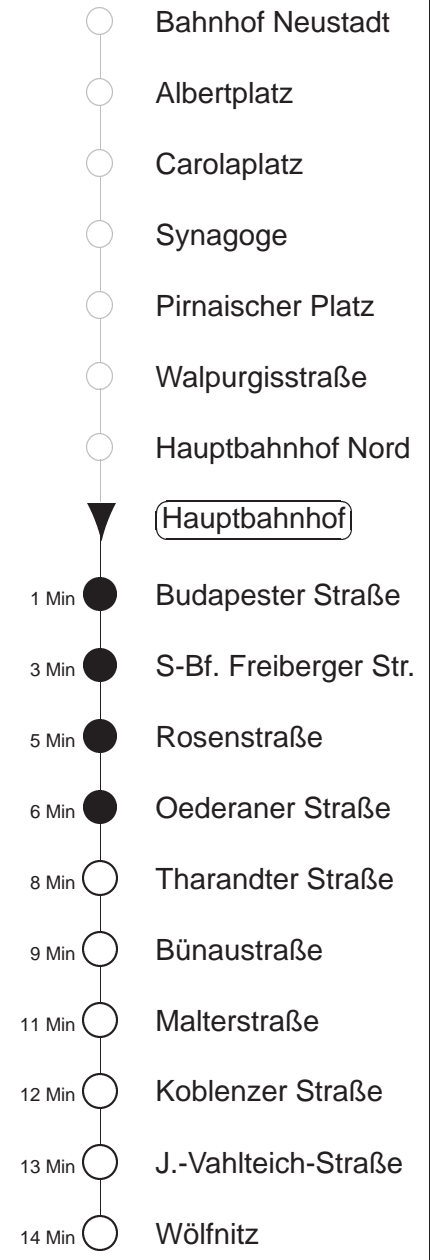 Bahnhof Neustadt
Albertplatz
Carolaplatz
Synagoge
Pirnaischer Platz
Walpurgisstraße
Hauptbahnhof Nord
Hauptbahnhof
1 Min Budapester Straße
3 Min S-Bf. Freiberger Str.
5 Min Rosenstraße
6 Min Oederaner Straße
8 Min Tharandter Straße
9 Min Bünaustraße
11 Min Malterstraße
12 Min Koblenzer Straße
13 Min J.-Vahlteich-Straße
14 Min Wölfnitz